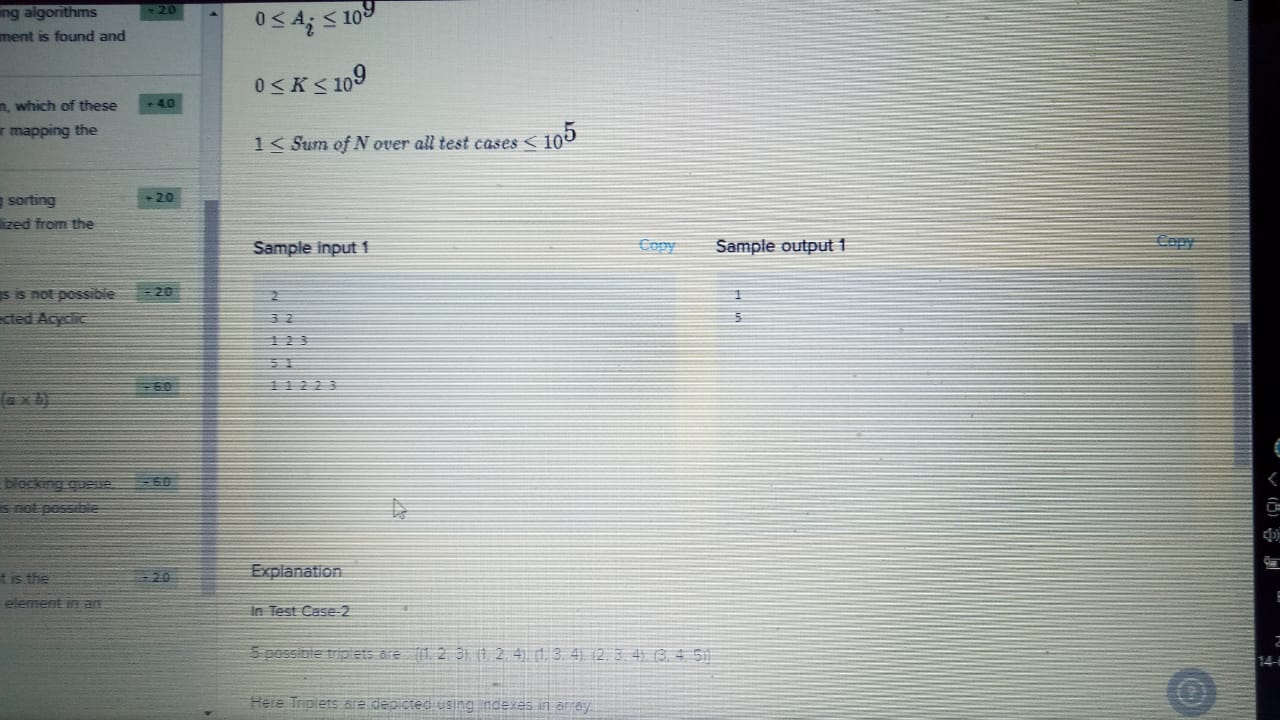 ng algorithms
ment is found and
+ 2.0
, which of these
r mapping the
+ 4.0
sorting
lized from the
+ 2.0
gs is not possible
ected Acyclic
+ 2.0
(a × b)
+ 6.0
blocking queue
is not possible
+ 6.0
t is the
element in an
+ 2.0
0 ≤ A_i ≤ 10^9
0 ≤ K ≤ 10^9
1 ≤ Sum of N over all test cases ≤ 10^5
Sample input 1
Copy
2
3 2
1 2 3
5 1
1 1 2 2 3
Sample output 1
Copy
1
5
Explanation
In Test Case-2
5 possible triplets are [(1, 2, 3), (1, 2, 4), (1, 3, 4), (2, 3, 4), (3, 4, 5)]
Here Triplets are depicted using indexes in array
14-